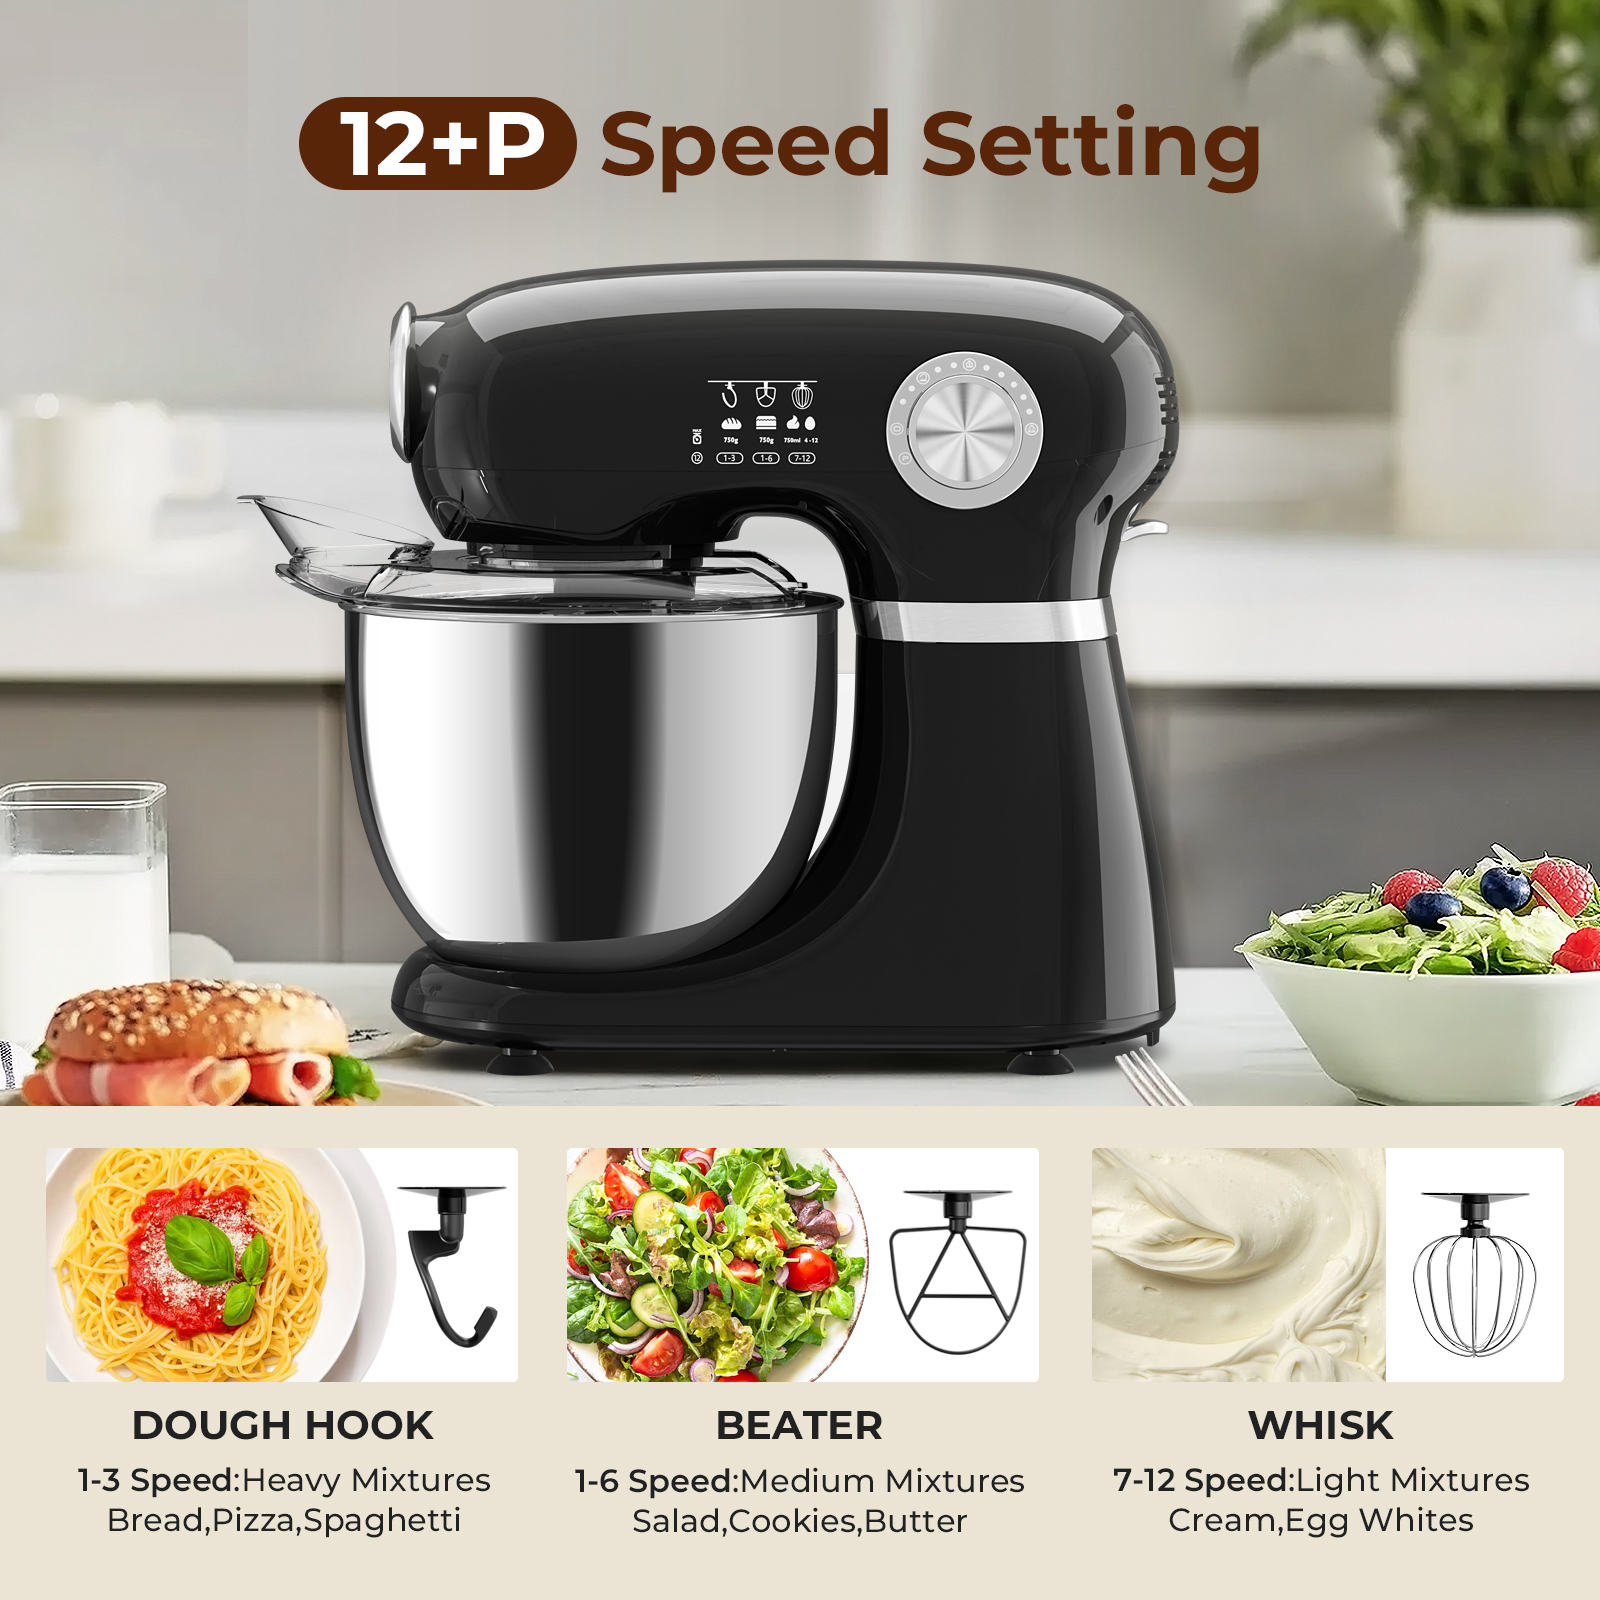 12+P Speed Setting
MAX
750g 750g 750ml 4-12
12 1-3 1-6 7-12
P
DOUGH HOOK
1-3 Speed:Heavy Mixtures
Bread,Pizza,Spaghetti
BEATER
1-6 Speed:Medium Mixtures
Salad,Cookies,Butter
WHISK
7-12 Speed:Light Mixtures
Cream,Egg Whites